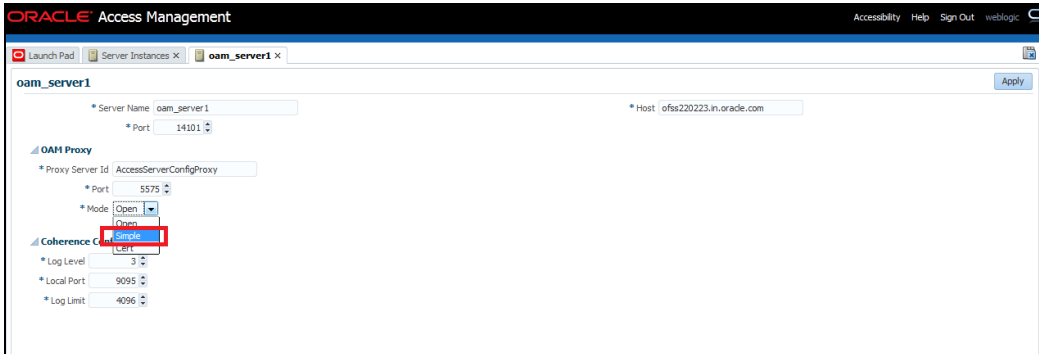 ORACLE® Access Management
Accessibility Help Sign Out weblogic
Launch Pad Server Instances × oam_server1 ×
oam_server1 Apply
* Server Name oam_server1 * Host ofss220223.in.oracle.com
* Port 14101
OAM Proxy
* Proxy Server Id AccessServerConfigProxy
* Port 5575
* Mode Open
Open
Simple
Coherence
Cert
* Log Level 3
* Local Port 9095
* Log Limit 4096